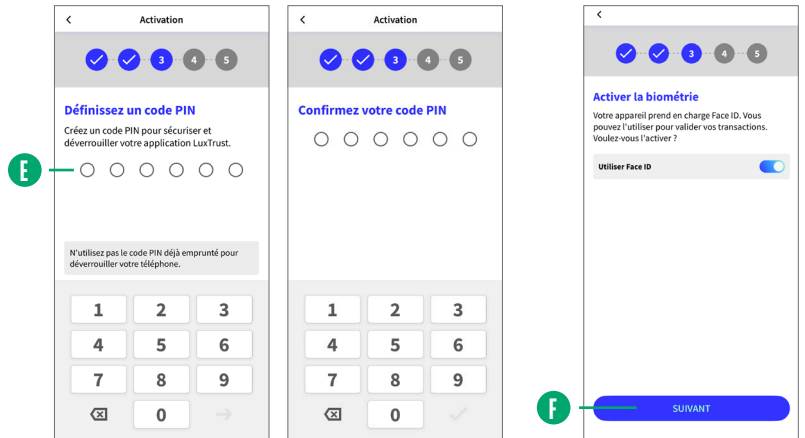 Activation
3 4 5
Définissez un code PIN
Créez un code PIN pour sécuriser et
déverrouiller votre application LuxTrust.
E
N'utilisez pas le code PIN déjà emprunté pour
déverrouiller votre téléphone.
1 2 3
4 5 6
7 8 9
0
Activation
3 4 5
Confirmez votre code PIN
1 2 3
4 5 6
7 8 9
0
3 4 5
Activer la biométrie
Votre appareil prend en charge Face ID. Vous
pouvez l'utiliser pour valider vos transactions.
Voulez-vous l'activer ?
Utiliser Face ID
F
SUIVANT